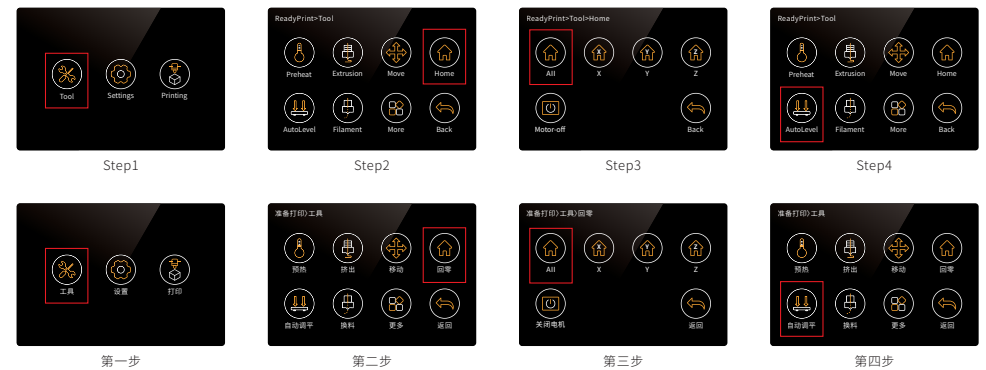 ReadyPrint>Tool
ReadyPrint>Tool>Home
ReadyPrint>Tool
Tool
Settings
Printing
Preheat
Extrusion
Move
Home
All
X
Y
Z
Preheat
Extrusion
Move
Home
AutoLevel
Filament
More
Back
Motor-off
Back
AutoLevel
Filament
More
Back
Step1
Step2
Step3
Step4
准备打印〉工具
准备打印〉工具〉回零
准备打印〉工具
工具
设置
打印
预热
挤出
移动
回零
All
X
Y
Z
预热
挤出
移动
回零
自动调平
换料
更多
返回
关闭电机
返回
自动调平
换料
更多
返回
第一步
第二步
第三步
第四步